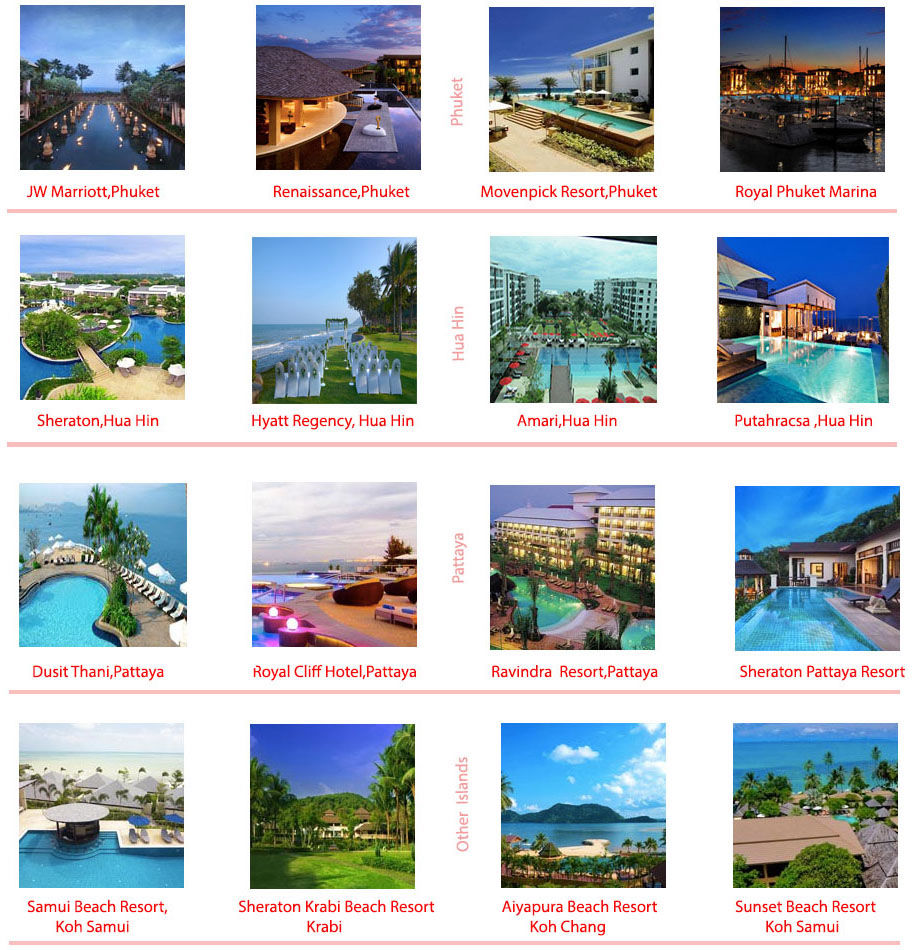 Phuket
JW Marriott,Phuket
Renaissance,Phuket
Movenpick Resort,Phuket
Royal Phuket Marina
Hua Hin
Sheraton,Hua Hin
Hyatt Regency, Hua Hin
Amari,Hua Hin
Putahracsa ,Hua Hin
Pattaya
Dusit Thani,Pattaya
Royal Cliff Hotel,Pattaya
Ravindra Resort,Pattaya
Sheraton Pattaya Resort
Other Islands
Samui Beach Resort,
Koh Samui
Sheraton Krabi Beach Resort
Krabi
Aiyapura Beach Resort
Koh Chang
Sunset Beach Resort
Koh Samui